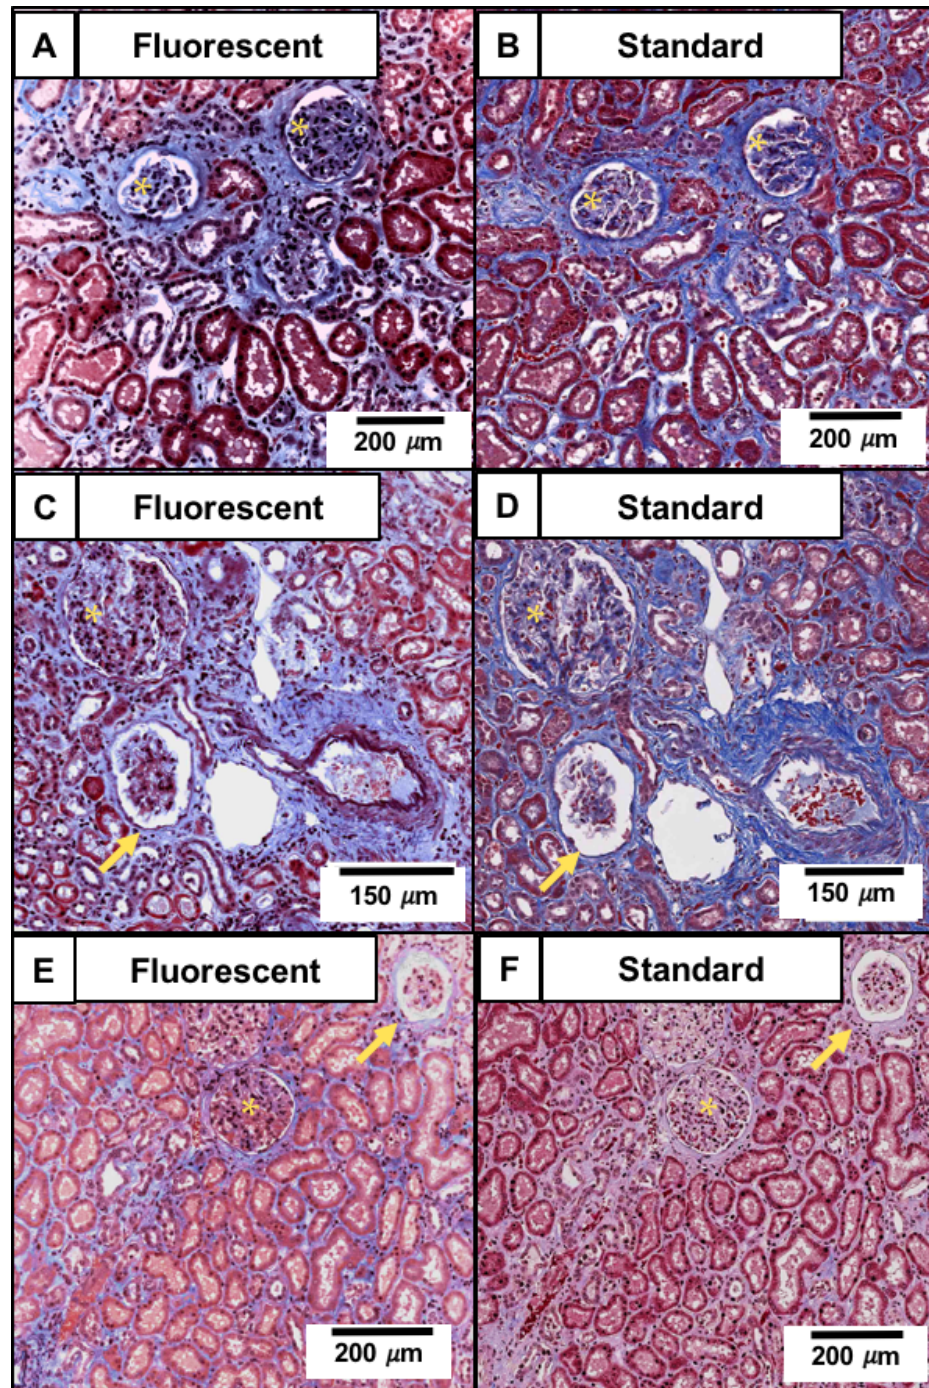 A Fluorescent
B Standard
200 μm
200 μm
C Fluorescent
D Standard
150 μm
150 μm
E Fluorescent
F Standard
200 μm
200 μm